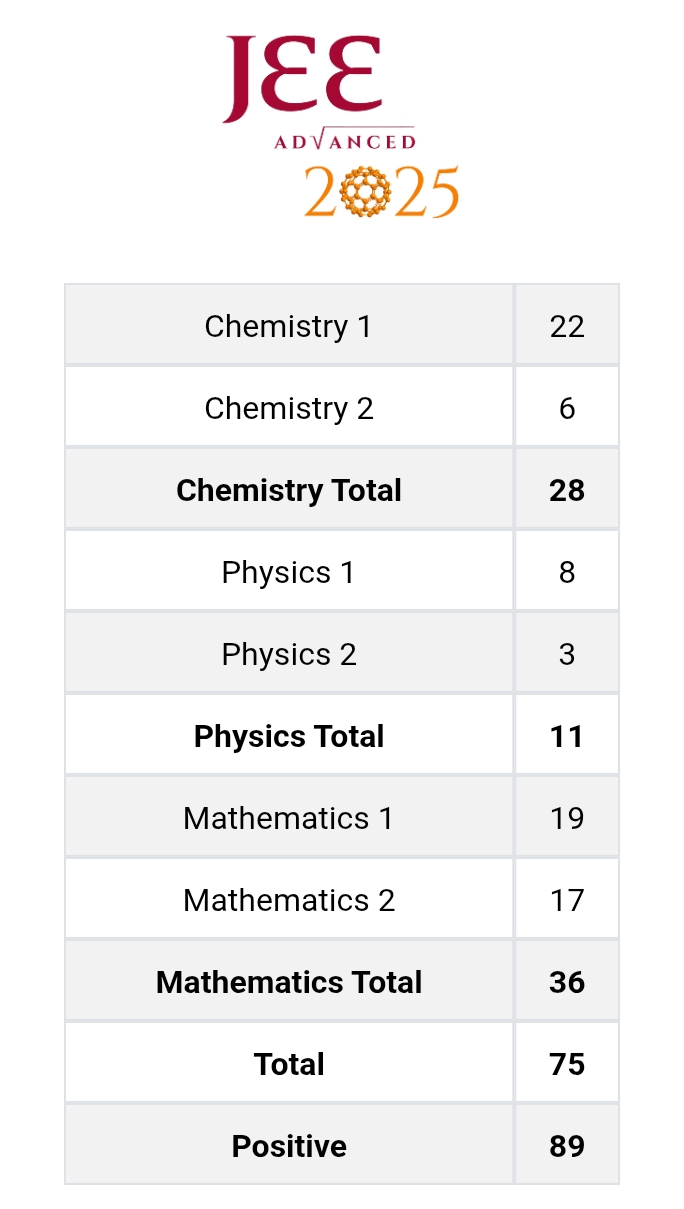 JEE
ADVANCED
2025
Chemistry 1 22
Chemistry 2 6
Chemistry Total 28
Physics 1 8
Physics 2 3
Physics Total 11
Mathematics 1 19
Mathematics 2 17
Mathematics Total 36
Total 75
Positive 89